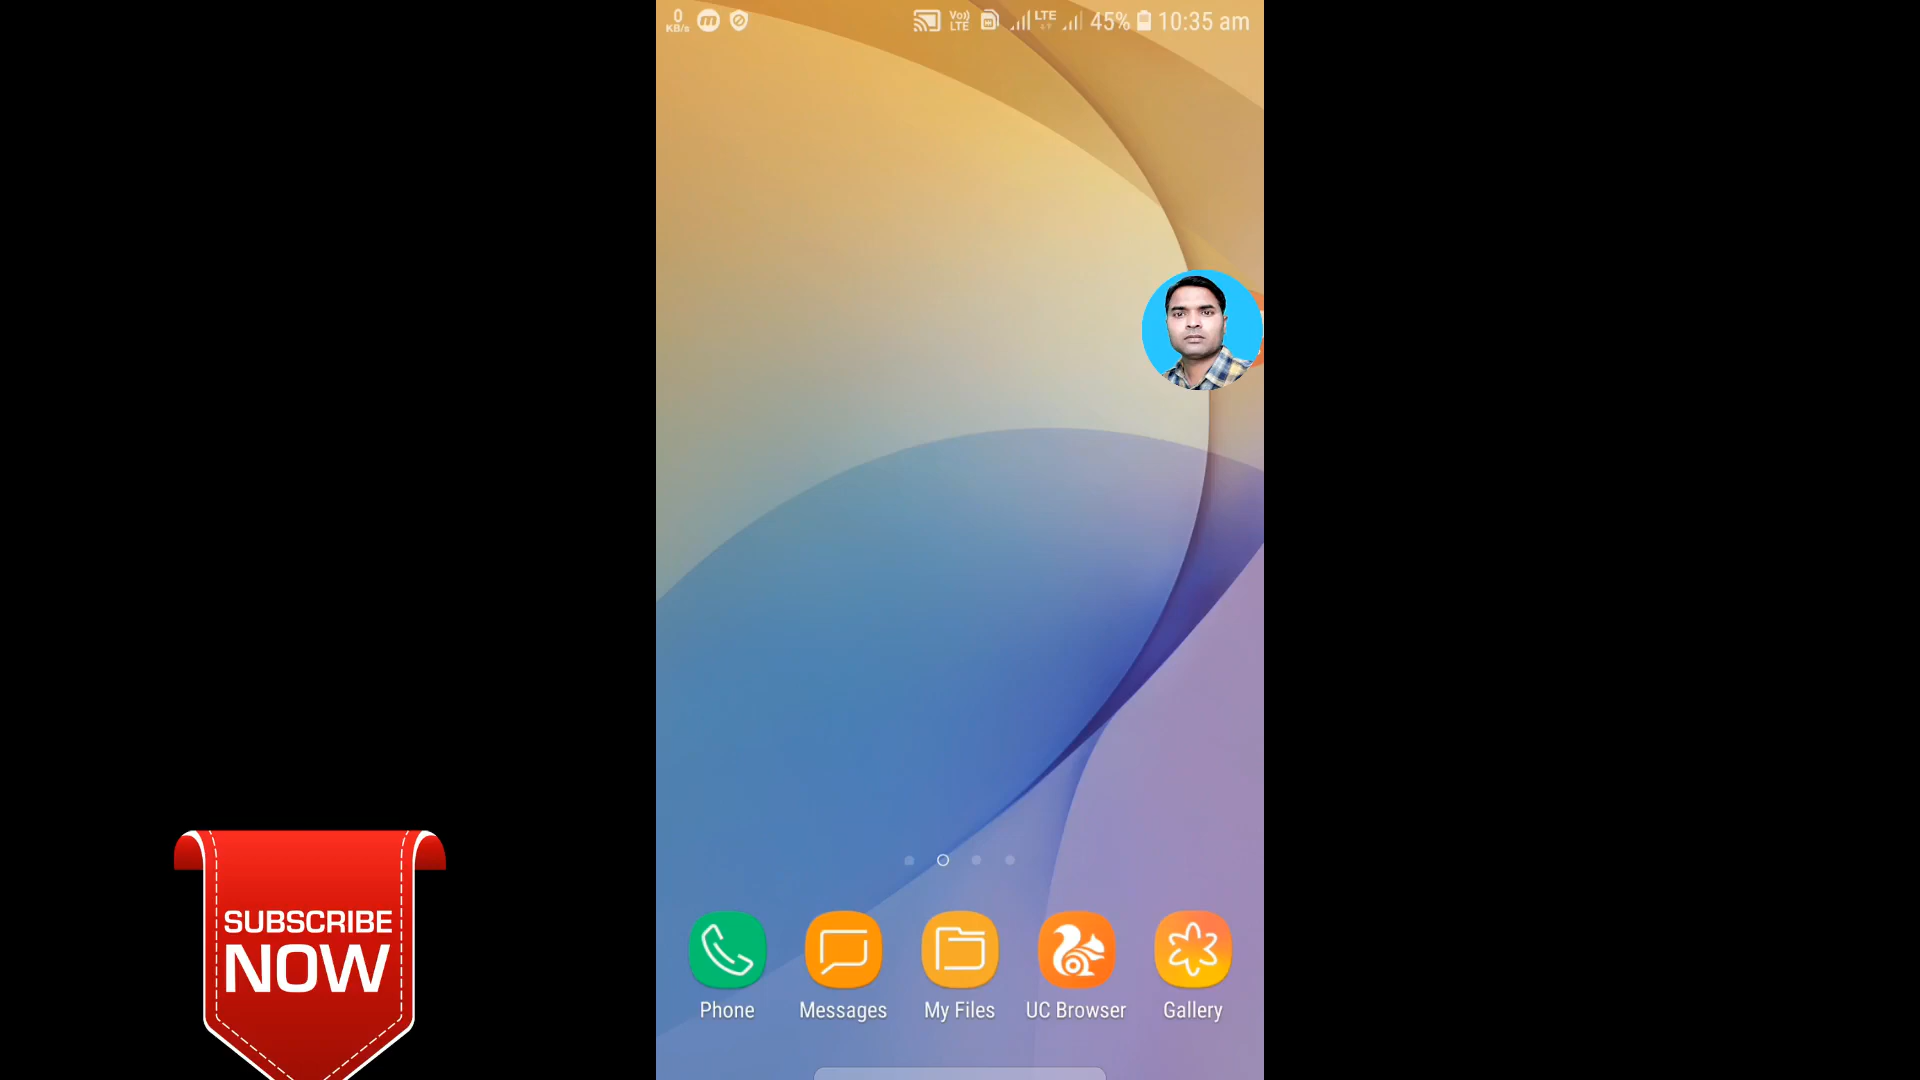 0
KB/s
Vo))
LTE
LTE
45%
10:35 am
SUBSCRIBE
NOW
Phone
Messages
My Files
UC Browser
Gallery